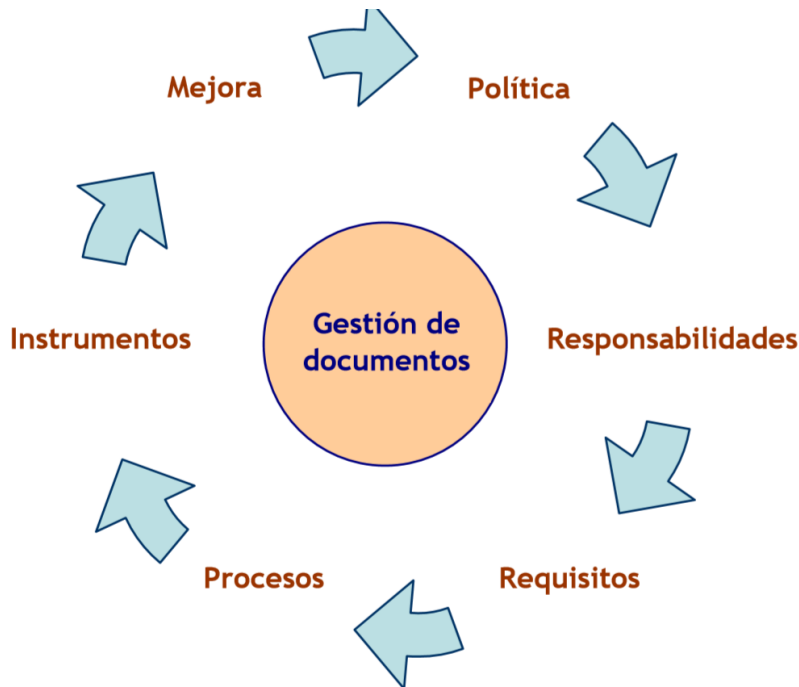 Mejora
Política
Gestión de
documentos
Instrumentos
Responsabilidades
Procesos
Requisitos